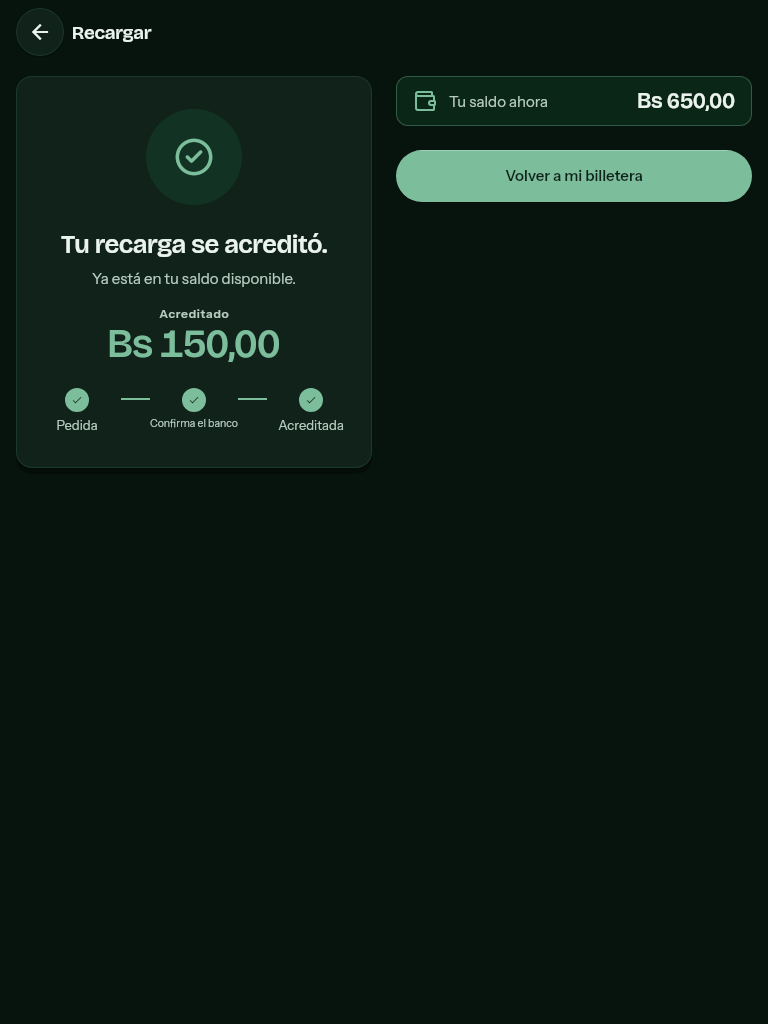 Recargar
Tu recarga se acreditó.
Ya está en tu saldo disponible.
Acreditado
Bs 150,00
Pedida
Confirma el banco
Acreditada
Tu saldo ahora
Bs 650,00
Volver a mi billetera